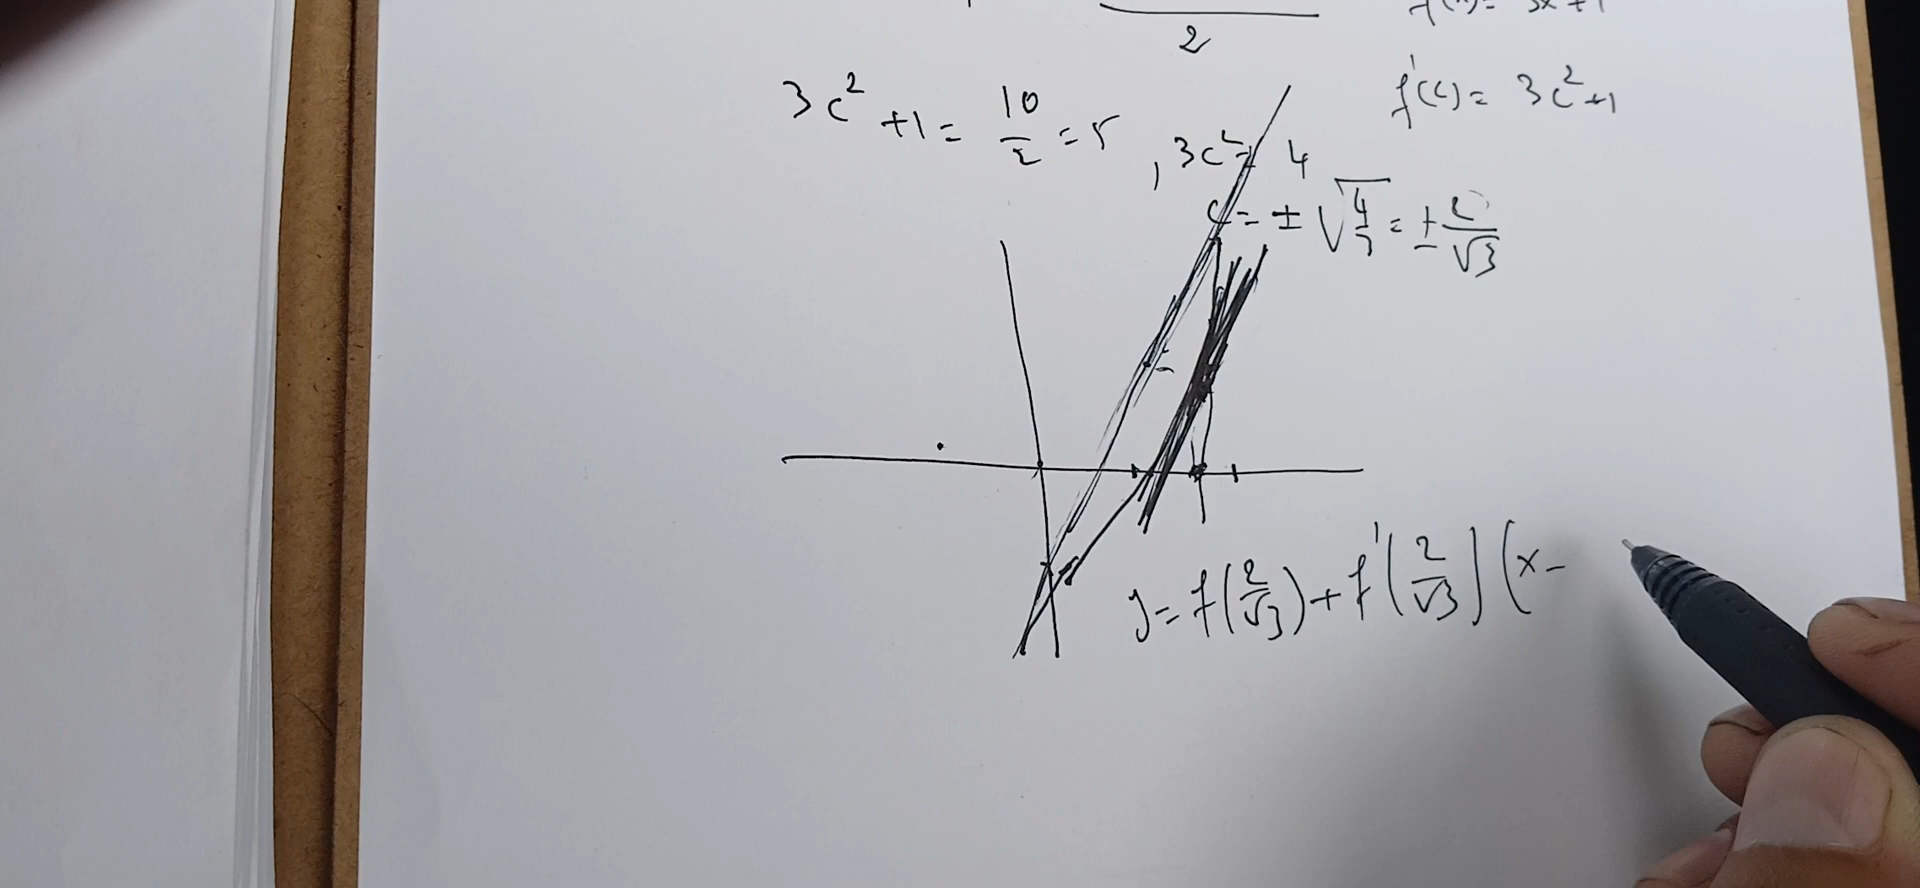 2
3c² + 1 = 10/2 = 5 , 3c² = 4
f'(c) = 3c² + 1
c = ± √4/3 = ± 2/√3
y = f(2/√3) + f'(2/√3) (x -